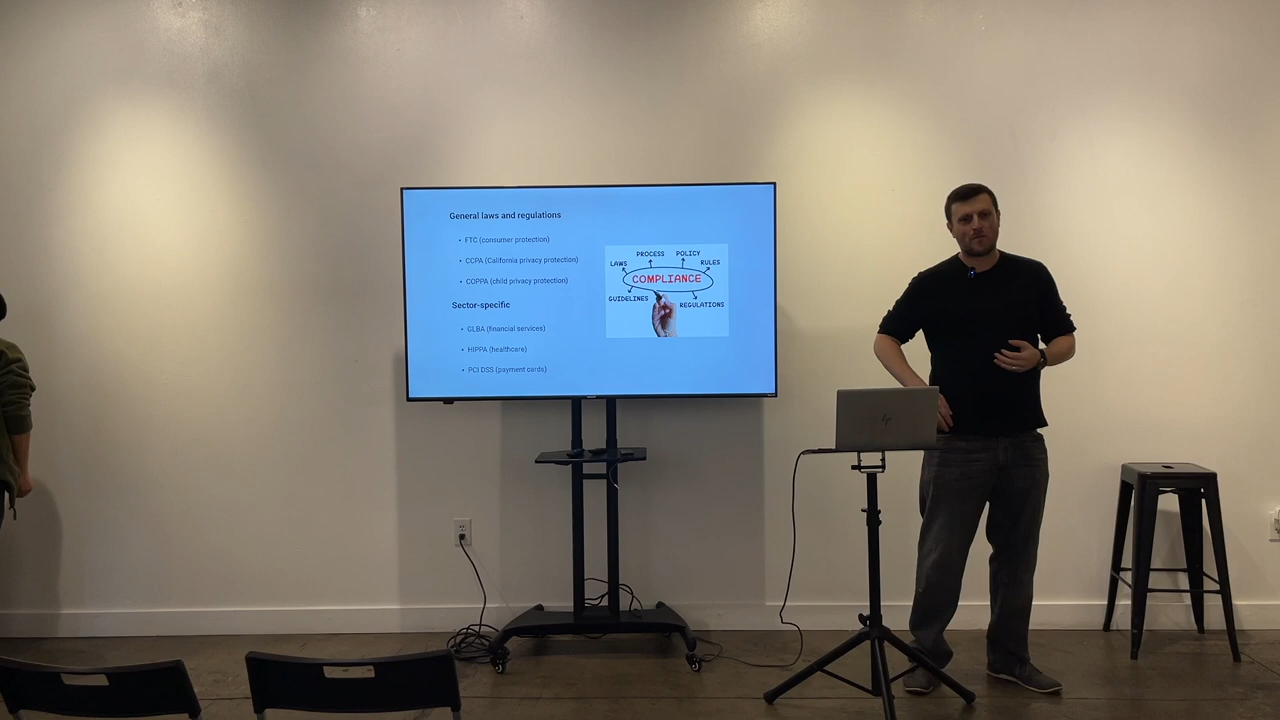 General laws and regulations
• FTC (consumer protection)
• CCPA (California privacy protection)
• COPPA (child privacy protection)
Sector-specific
• GLBA (financial services)
• HIPPA (healthcare)
• PCI DSS (payment cards)
PROCESS POLICY
LAWS RULES
COMPLIANCE
GUIDELINES REGULATIONS
hp